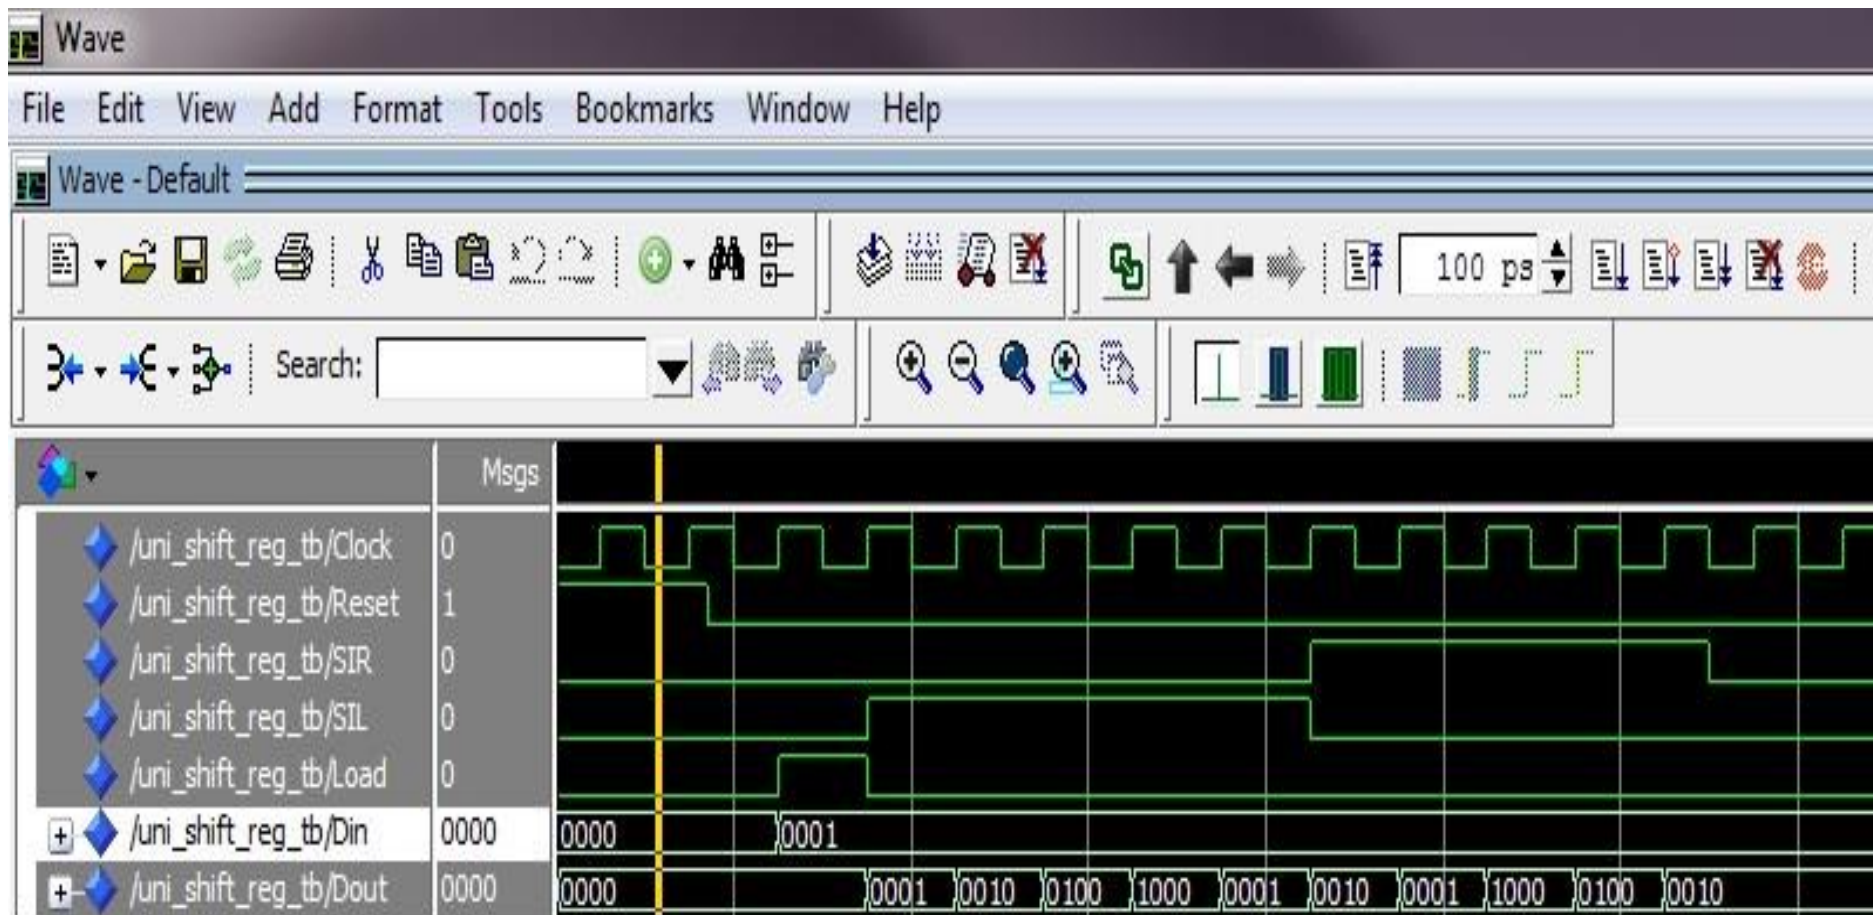 Wave
File Edit View Add Format Tools Bookmarks Window Help
Wave - Default
100 ps
Search:
Msgs
/uni_shift_reg_tb/Clock 0
/uni_shift_reg_tb/Reset 1
/uni_shift_reg_tb/SIR 0
/uni_shift_reg_tb/SIL 0
/uni_shift_reg_tb/Load 0
/uni_shift_reg_tb/Din 0000 0000 0001
/uni_shift_reg_tb/Dout 0000 0000 0001 0010 0100 1000 0001 0010 0001 1000 0100 0010